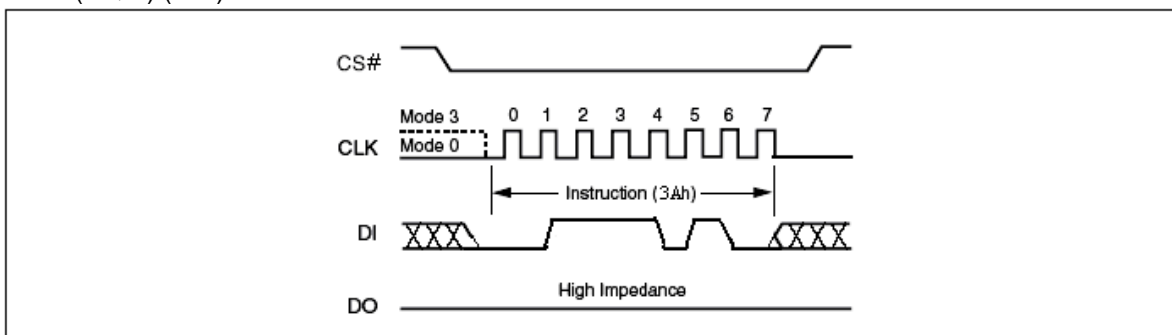 CS#
Mode 3 0 1 2 3 4 5 6 7
CLK Mode 0
Instruction (3Ah)
DI
High Impedance
DO